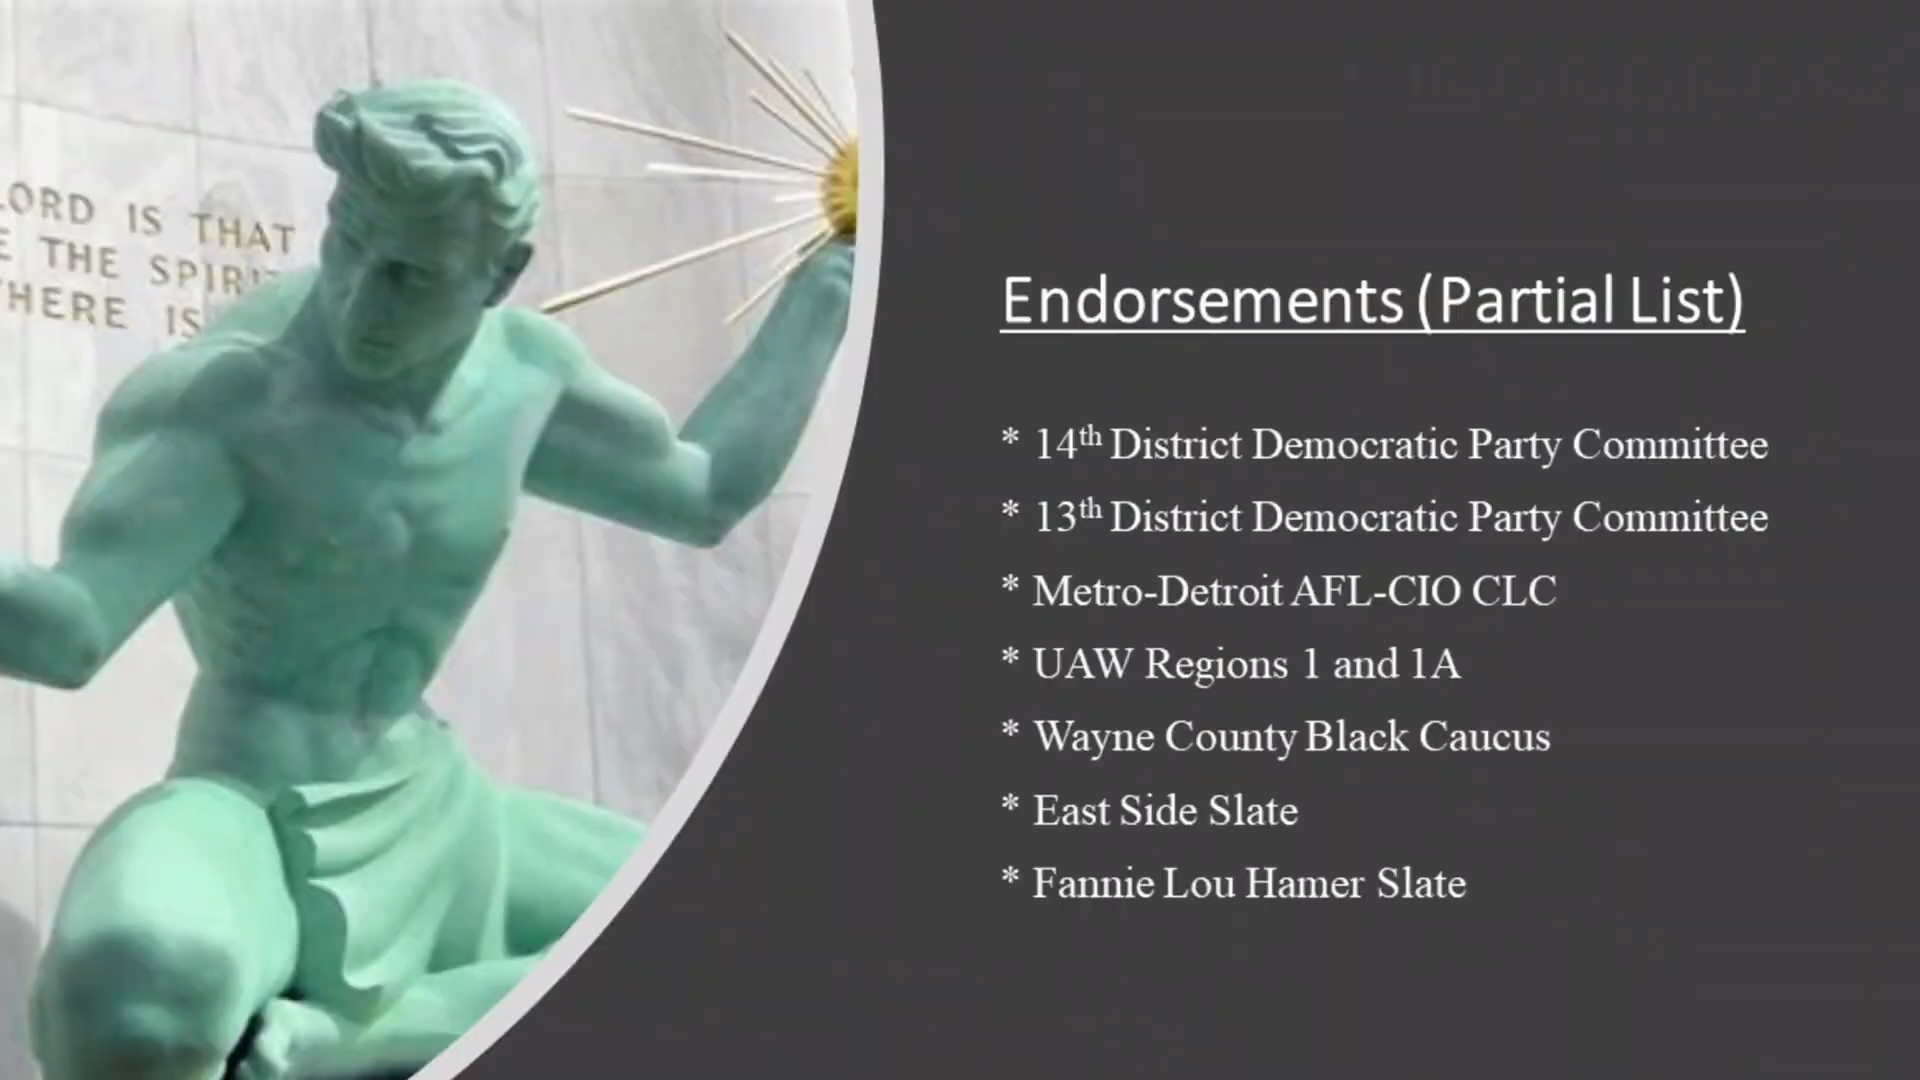 LORD IS THAT
THE SPIRIT
HERE IS
Endorsements (Partial List)
* 14th District Democratic Party Committee
* 13th District Democratic Party Committee
* Metro-Detroit AFL-CIO CLC
* UAW Regions 1 and 1A
* Wayne County Black Caucus
* East Side Slate
* Fannie Lou Hamer Slate